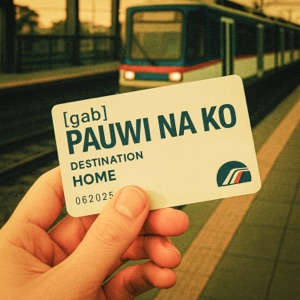 [gab]
PAUWI NA KO
DESTINATION
HOME
062025